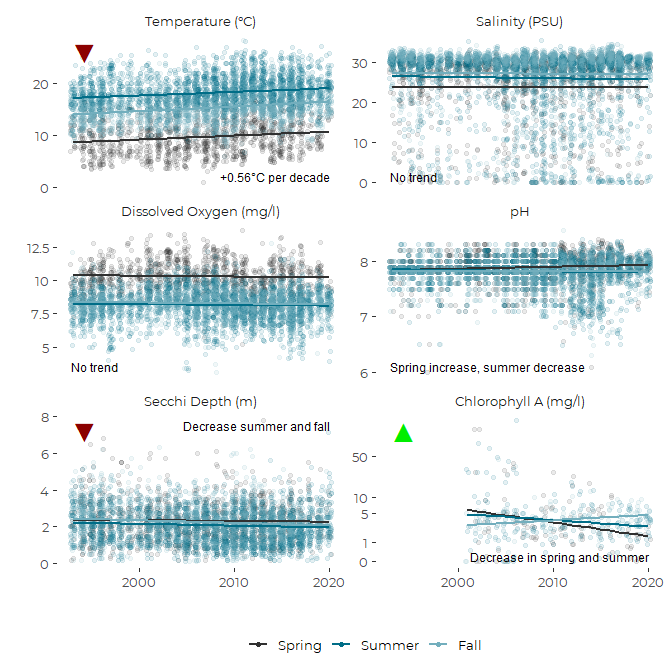 Temperature (°C)
Salinity (PSU)
20
10
0
+0.56°C per decade
30
20
10
0
No trend
Dissolved Oxygen (mg/l)
pH
12.5
10
7.5
5
No trend
8
7
6
Spring increase, summer decrease
Secchi Depth (m)
Chlorophyll A (mg/l)
8
6
4
2
0
Decrease summer and fall
50
10
5
1
0
Decrease in spring and summer
2000
2010
2020
2000
2010
2020
Spring
Summer
Fall